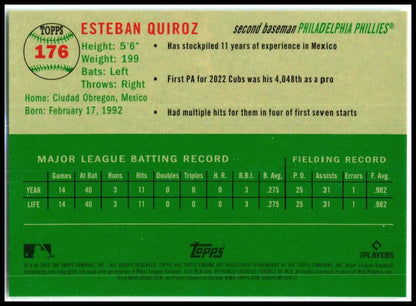 TOPPS
176
ESTEBAN QUIROZ
second baseman PHILADELPHIA PHILLIES®
Height: 5'6"
Weight: 199
Bats: Left
Throws: Right
Home: Ciudad Obregon, Mexico
Born: February 17, 1992
• Has stockpiled 11 years of experience in Mexico
• First PA for 2022 Cubs was his 4,048th as a pro
• Had multiple hits for them in four of first seven starts
MAJOR LEAGUE BATTING RECORD FIELDING RECORD
Games At Bat Runs Hits Doubles Triples H. R. R.B.I. B. Avg. P. O. Assists Errors F. Avg.
YEAR 14 40 3 11 0 0 0 3 .275 25 31 1 .982
LIFE 14 40 3 11 0 0 0 3 .275 25 31 1 .982
Topps
PLAYERS